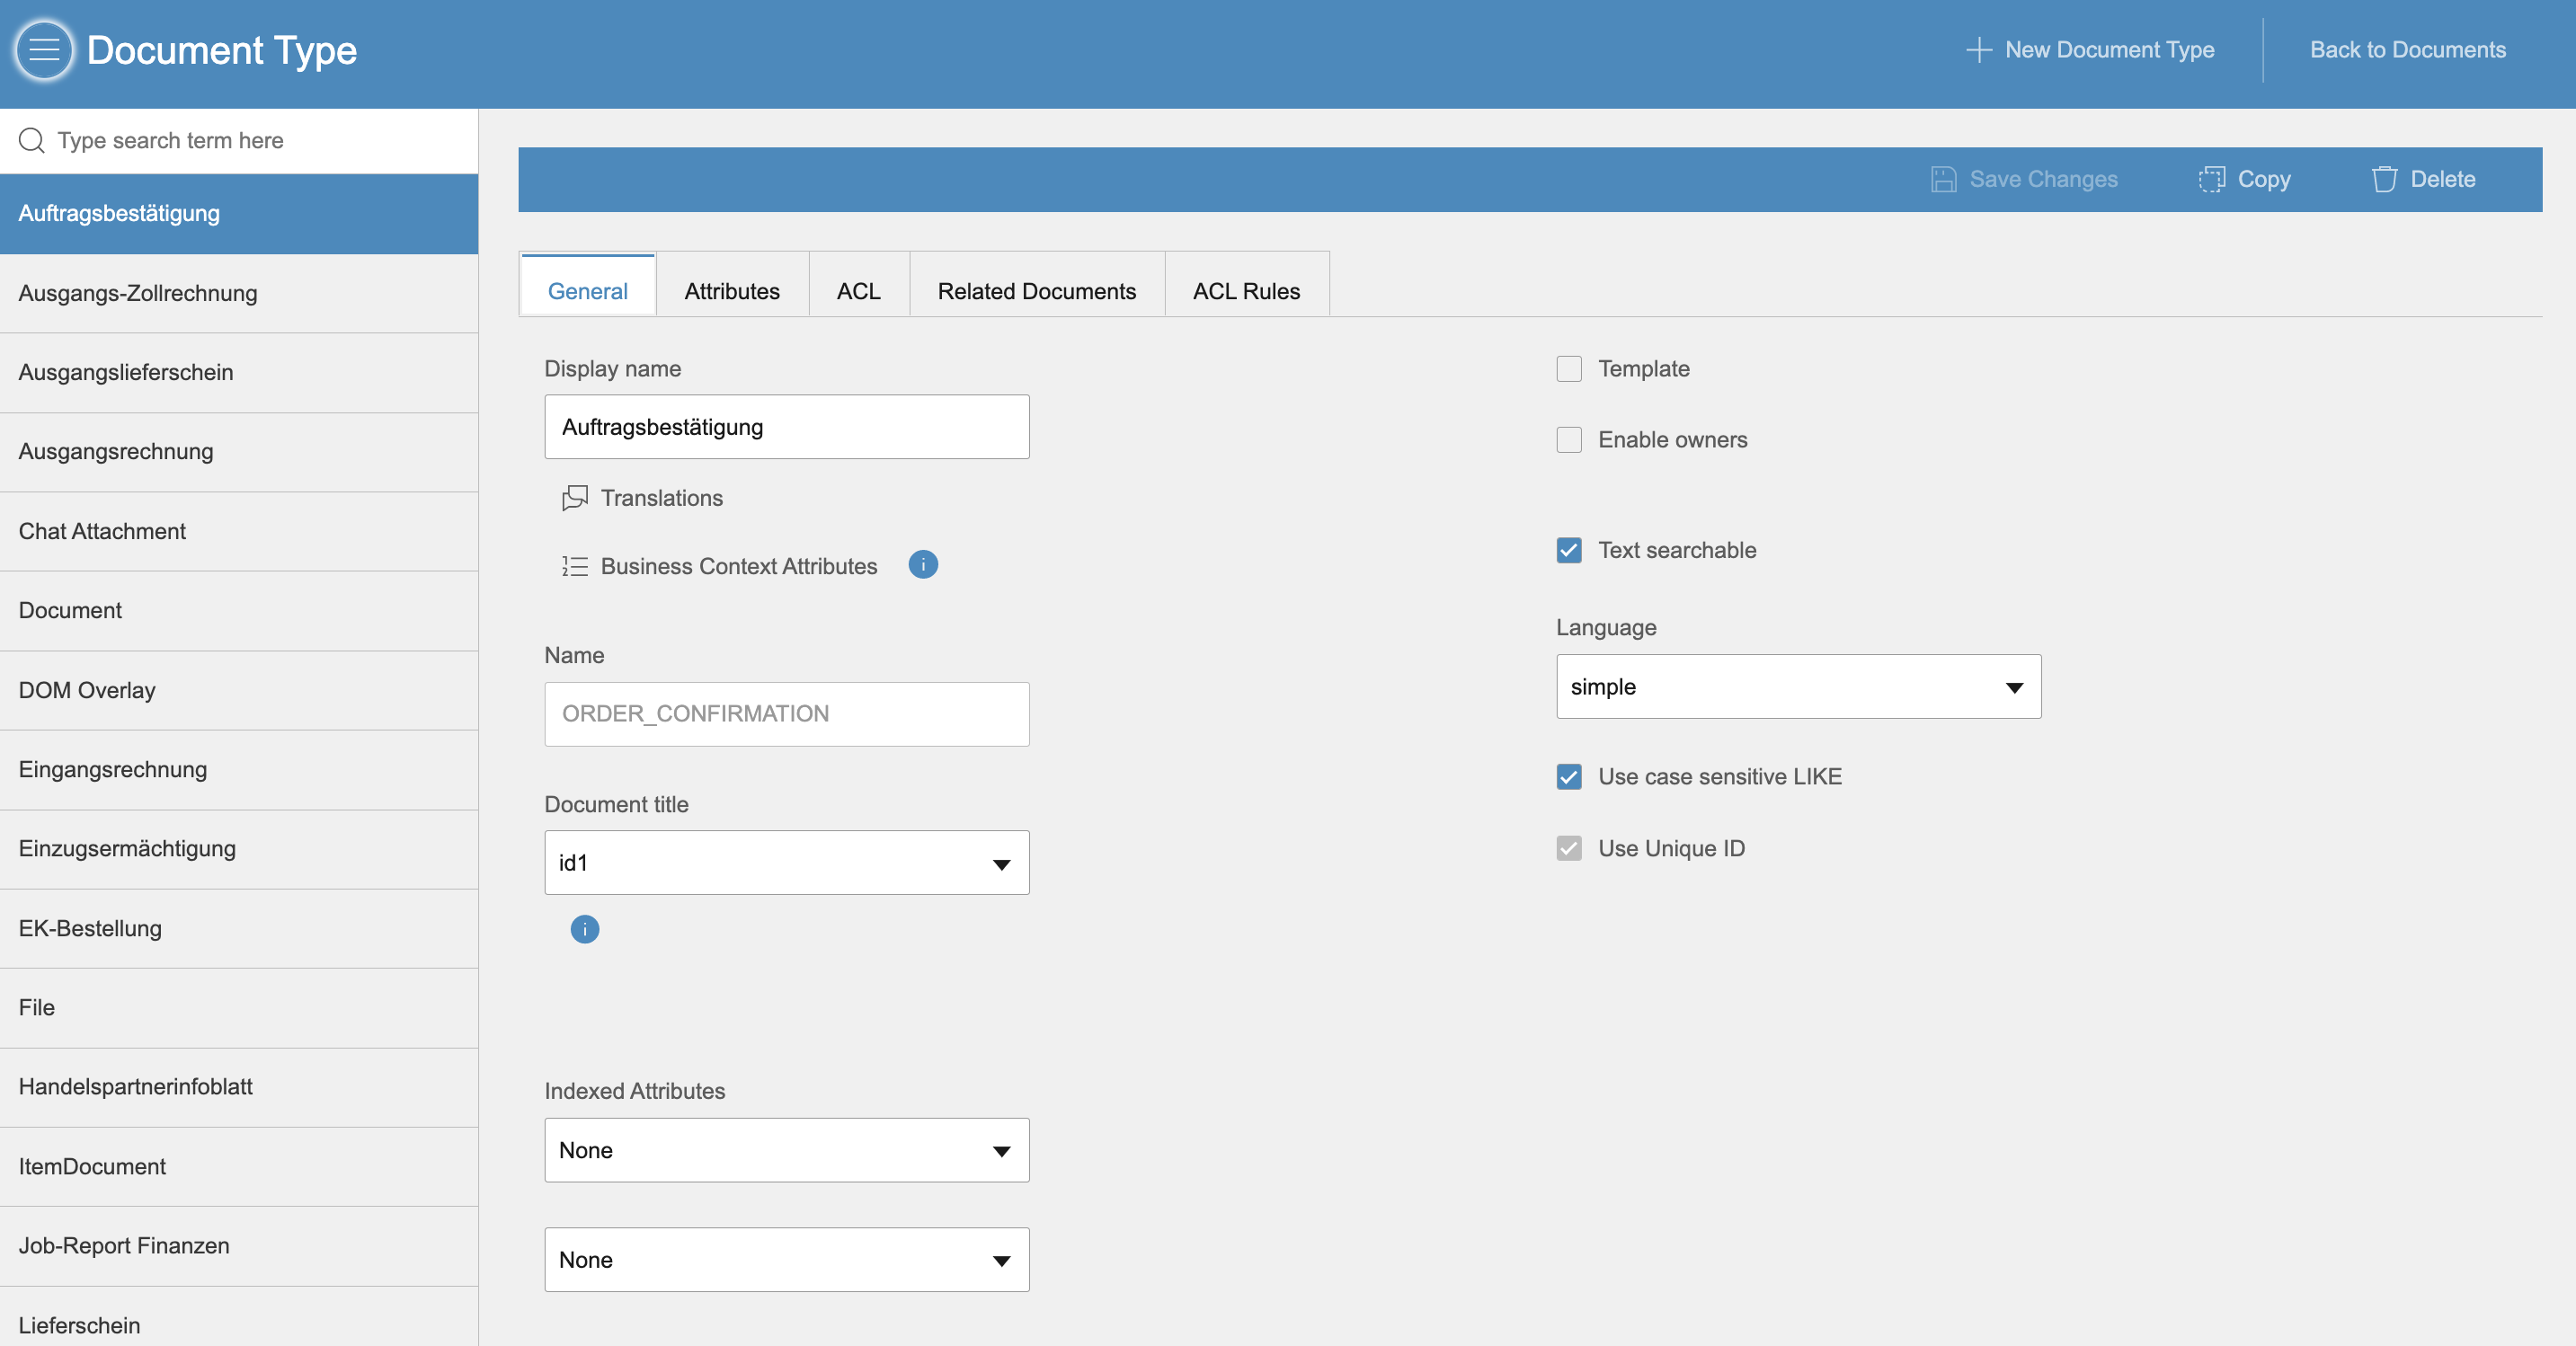 Document Type
New Document Type
Back to Documents
Type search term here
Auftragsbestätigung
Ausgangs-Zollrechnung
Ausgangslieferschein
Ausgangsrechnung
Chat Attachment
Document
DOM Overlay
Eingangsrechnung
Einzugsermächtigung
EK-Bestellung
File
Handelspartnerinfoblatt
ItemDocument
Job-Report Finanzen
Lieferschein
Save Changes
Copy
Delete
General
Attributes
ACL
Related Documents
ACL Rules
Display name
Auftragsbestätigung
Translations
Business Context Attributes
Name
ORDER_CONFIRMATION
Document title
id1
Indexed Attributes
None
None
Template
Enable owners
Text searchable
Language
simple
Use case sensitive LIKE
Use Unique ID